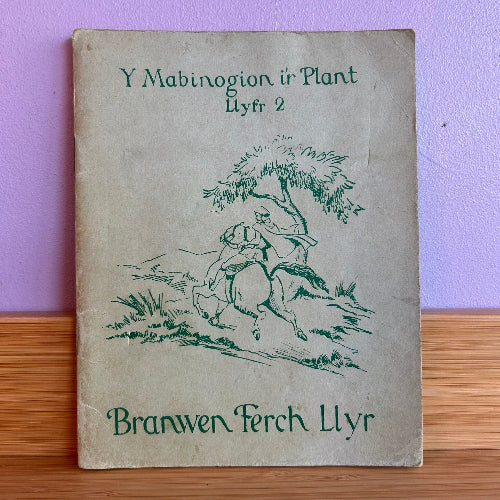 Y Mabinogion i'r Plant
Llyfr 2
Branwen Ferch Llyr